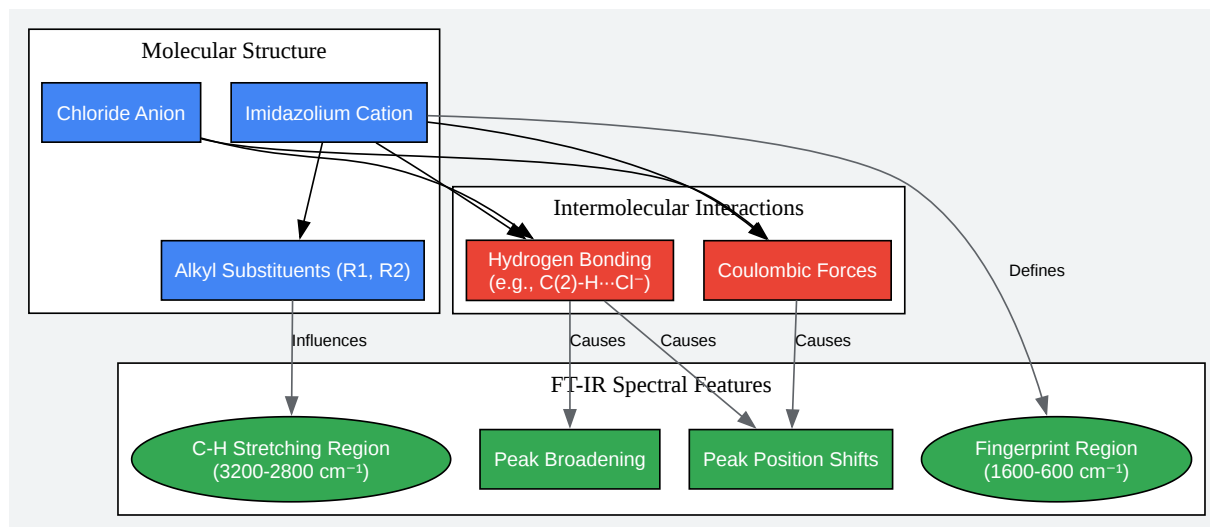 Molecular Structure
Chloride Anion
Imidazolium Cation
Intermolecular Interactions
Alkyl Substituents (R1, R2)
Hydrogen Bonding
(e.g., C(2)-H···Cl⁻)
Coulombic Forces
Defines
Influences
Causes
Causes
Causes
FT-IR Spectral Features
C-H Stretching Region
(3200-2800 cm⁻¹)
Peak Broadening
Peak Position Shifts
Fingerprint Region
(1600-600 cm⁻¹)